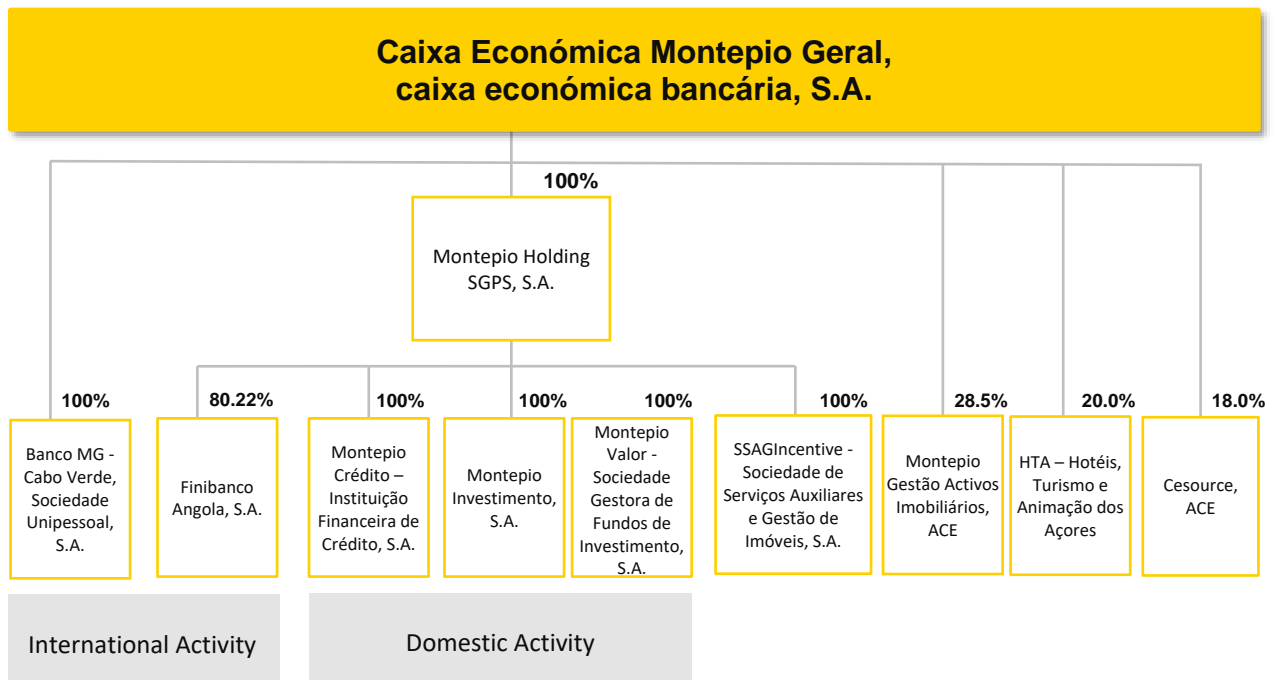 Caixa Económica Montepio Geral,
caixa económica bancária, S.A.
100%
Montepio Holding
SGPS, S.A.
100%
80.22%
100%
100%
100%
100%
28.5%
20.0%
18.0%
Banco MG -
Cabo Verde,
Sociedade
Unipessoal,
S.A.
Finibanco
Angola, S.A.
Montepio
Crédito –
Instituição
Financeira de
Crédito, S.A.
Montepio
Investimento,
S.A.
Montepio
Valor -
Sociedade
Gestora de
Fundos de
Investimento,
S.A.
SSAGIncentive -
Sociedade de
Serviços Auxiliares
e Gestão de
Imóveis, S.A.
Montepio
Gestão Activos
Imobiliários,
ACE
HTA – Hotéis,
Turismo e
Animação dos
Açores
Cesource,
ACE
International Activity
Domestic Activity